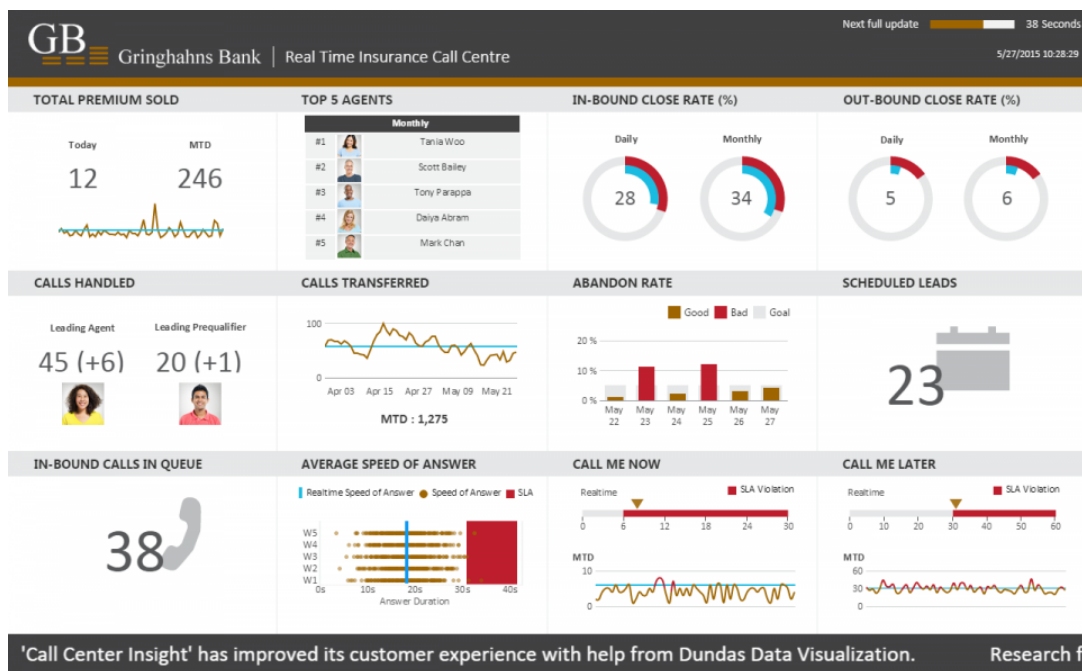 GB
Gringhahns Bank | Real Time Insurance Call Centre
Next full update 38 Seconds
5/27/2015 10:28:29
TOTAL PREMIUM SOLD
Today MTD
12 246
TOP 5 AGENTS
Monthly
#1 Tania Woo
#2 Scott Bailey
#3 Tony Parappa
#4 Daiya Abram
#5 Mark Chan
IN-BOUND CLOSE RATE (%)
Daily Monthly
28 34
OUT-BOUND CLOSE RATE (%)
Daily Monthly
5 6
CALLS HANDLED
Leading Agent Leading Prequalifier
45 (+6) 20 (+1)
CALLS TRANSFERRED
100
0
Apr 03 Apr 15 Apr 27 May 09 May 21
MTD : 1,275
ABANDON RATE
Good Bad Goal
20 %
10 %
0 %
May May May May May May
22 23 24 25 26 27
SCHEDULED LEADS
23
IN-BOUND CALLS IN QUEUE
38
AVERAGE SPEED OF ANSWER
Realtime Speed of Answer Speed of Answer SLA
W5
W4
W3
W2
W1
0s 10s 20s 30s 40s
Answer Duration
CALL ME NOW
Realtime SLA Violation
0 6 12 18 24 30
MTD
10
0
CALL ME LATER
Realtime SLA Violation
0 10 20 30 40 50 60
MTD
60
30
0
'Call Center Insight' has improved its customer experience with help from Dundas Data Visualization. Research f